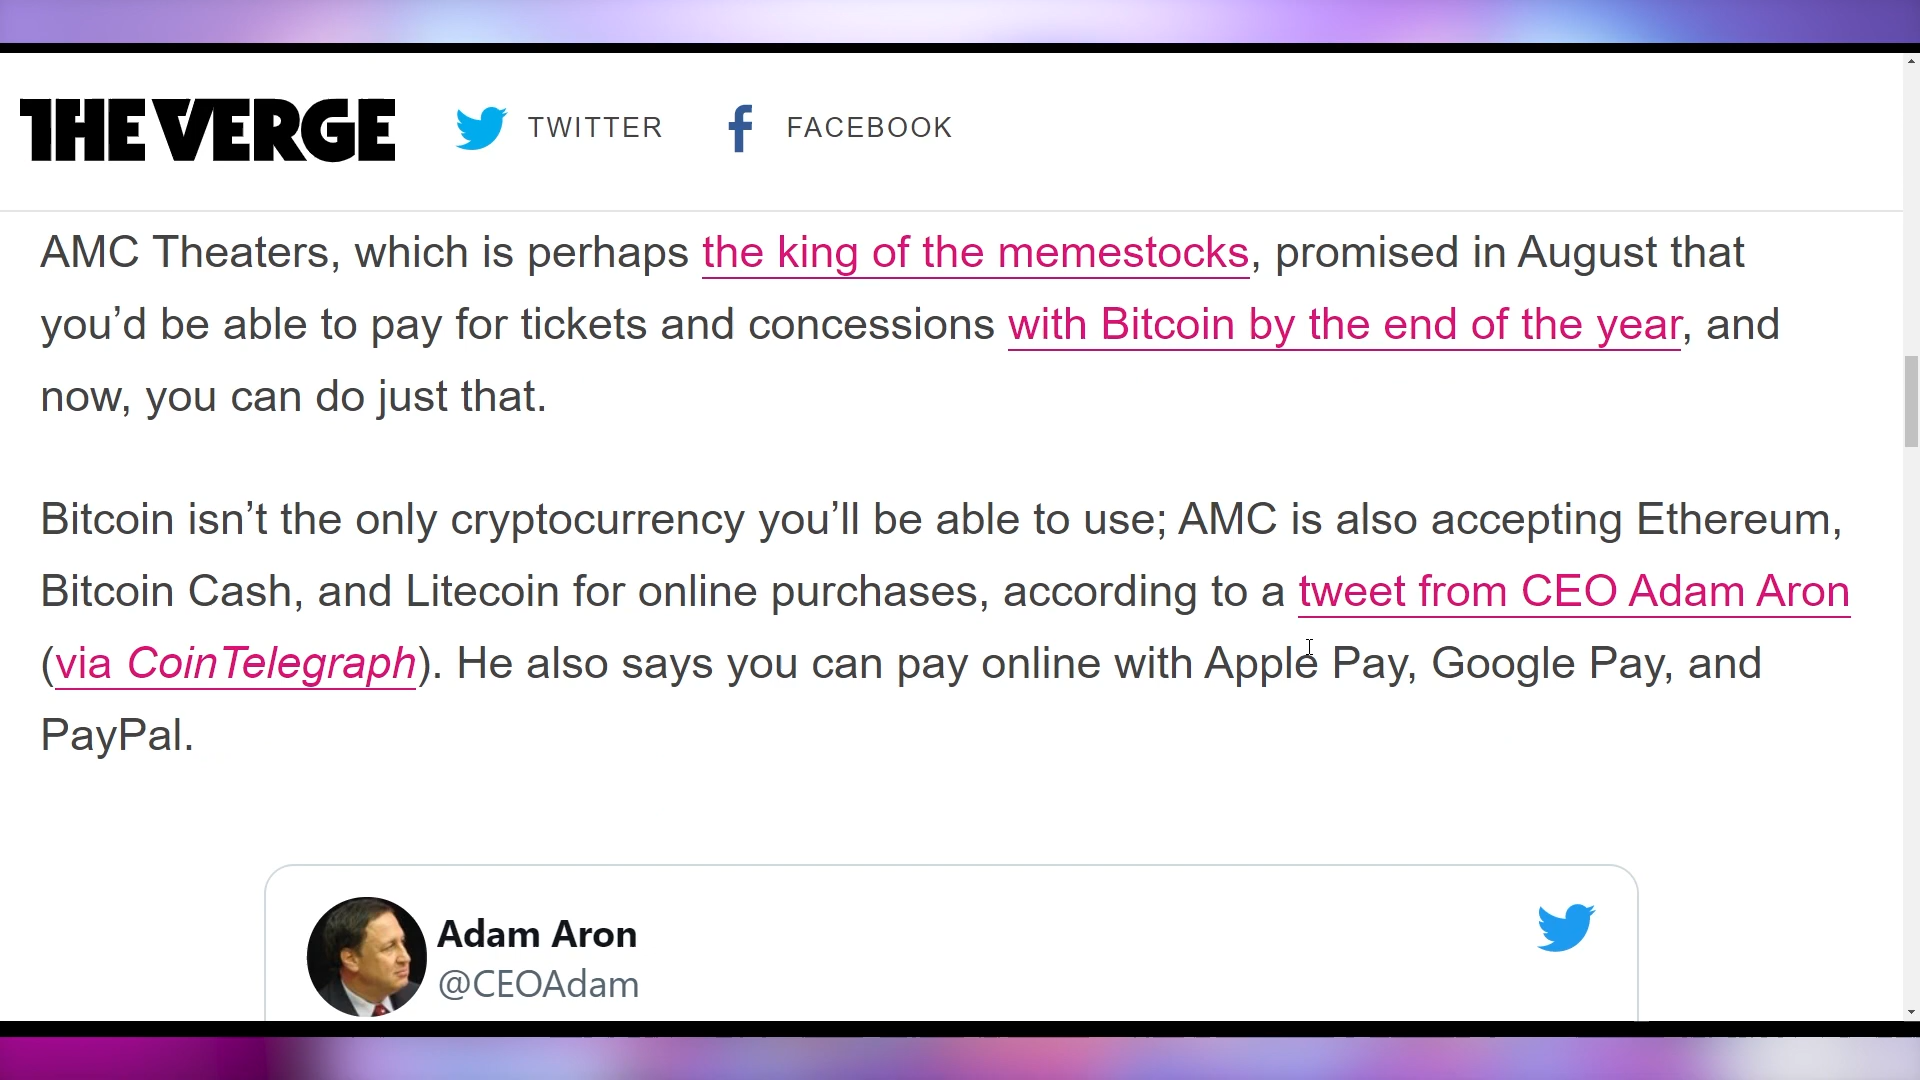 THE VERGE TWITTER FACEBOOK
AMC Theaters, which is perhaps the king of the memestocks, promised in August that
you’d be able to pay for tickets and concessions with Bitcoin by the end of the year, and
now, you can do just that.
Bitcoin isn’t the only cryptocurrency you’ll be able to use; AMC is also accepting Ethereum,
Bitcoin Cash, and Litecoin for online purchases, according to a tweet from CEO Adam Aron
(via CoinTelegraph). He also says you can pay online with Apple Pay, Google Pay, and
PayPal.
Adam Aron
@CEOAdam